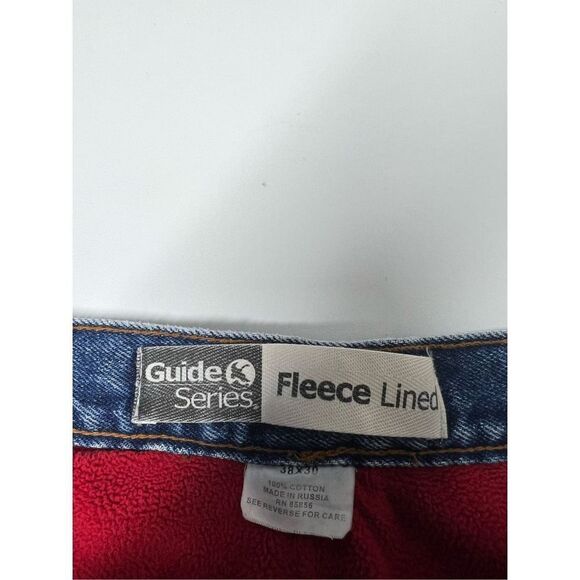 Guide
Series
Fleece Lined
38X30
100% COTTON
MADE IN RUSSIA
RN 85856
SEE REVERSE FOR CARE